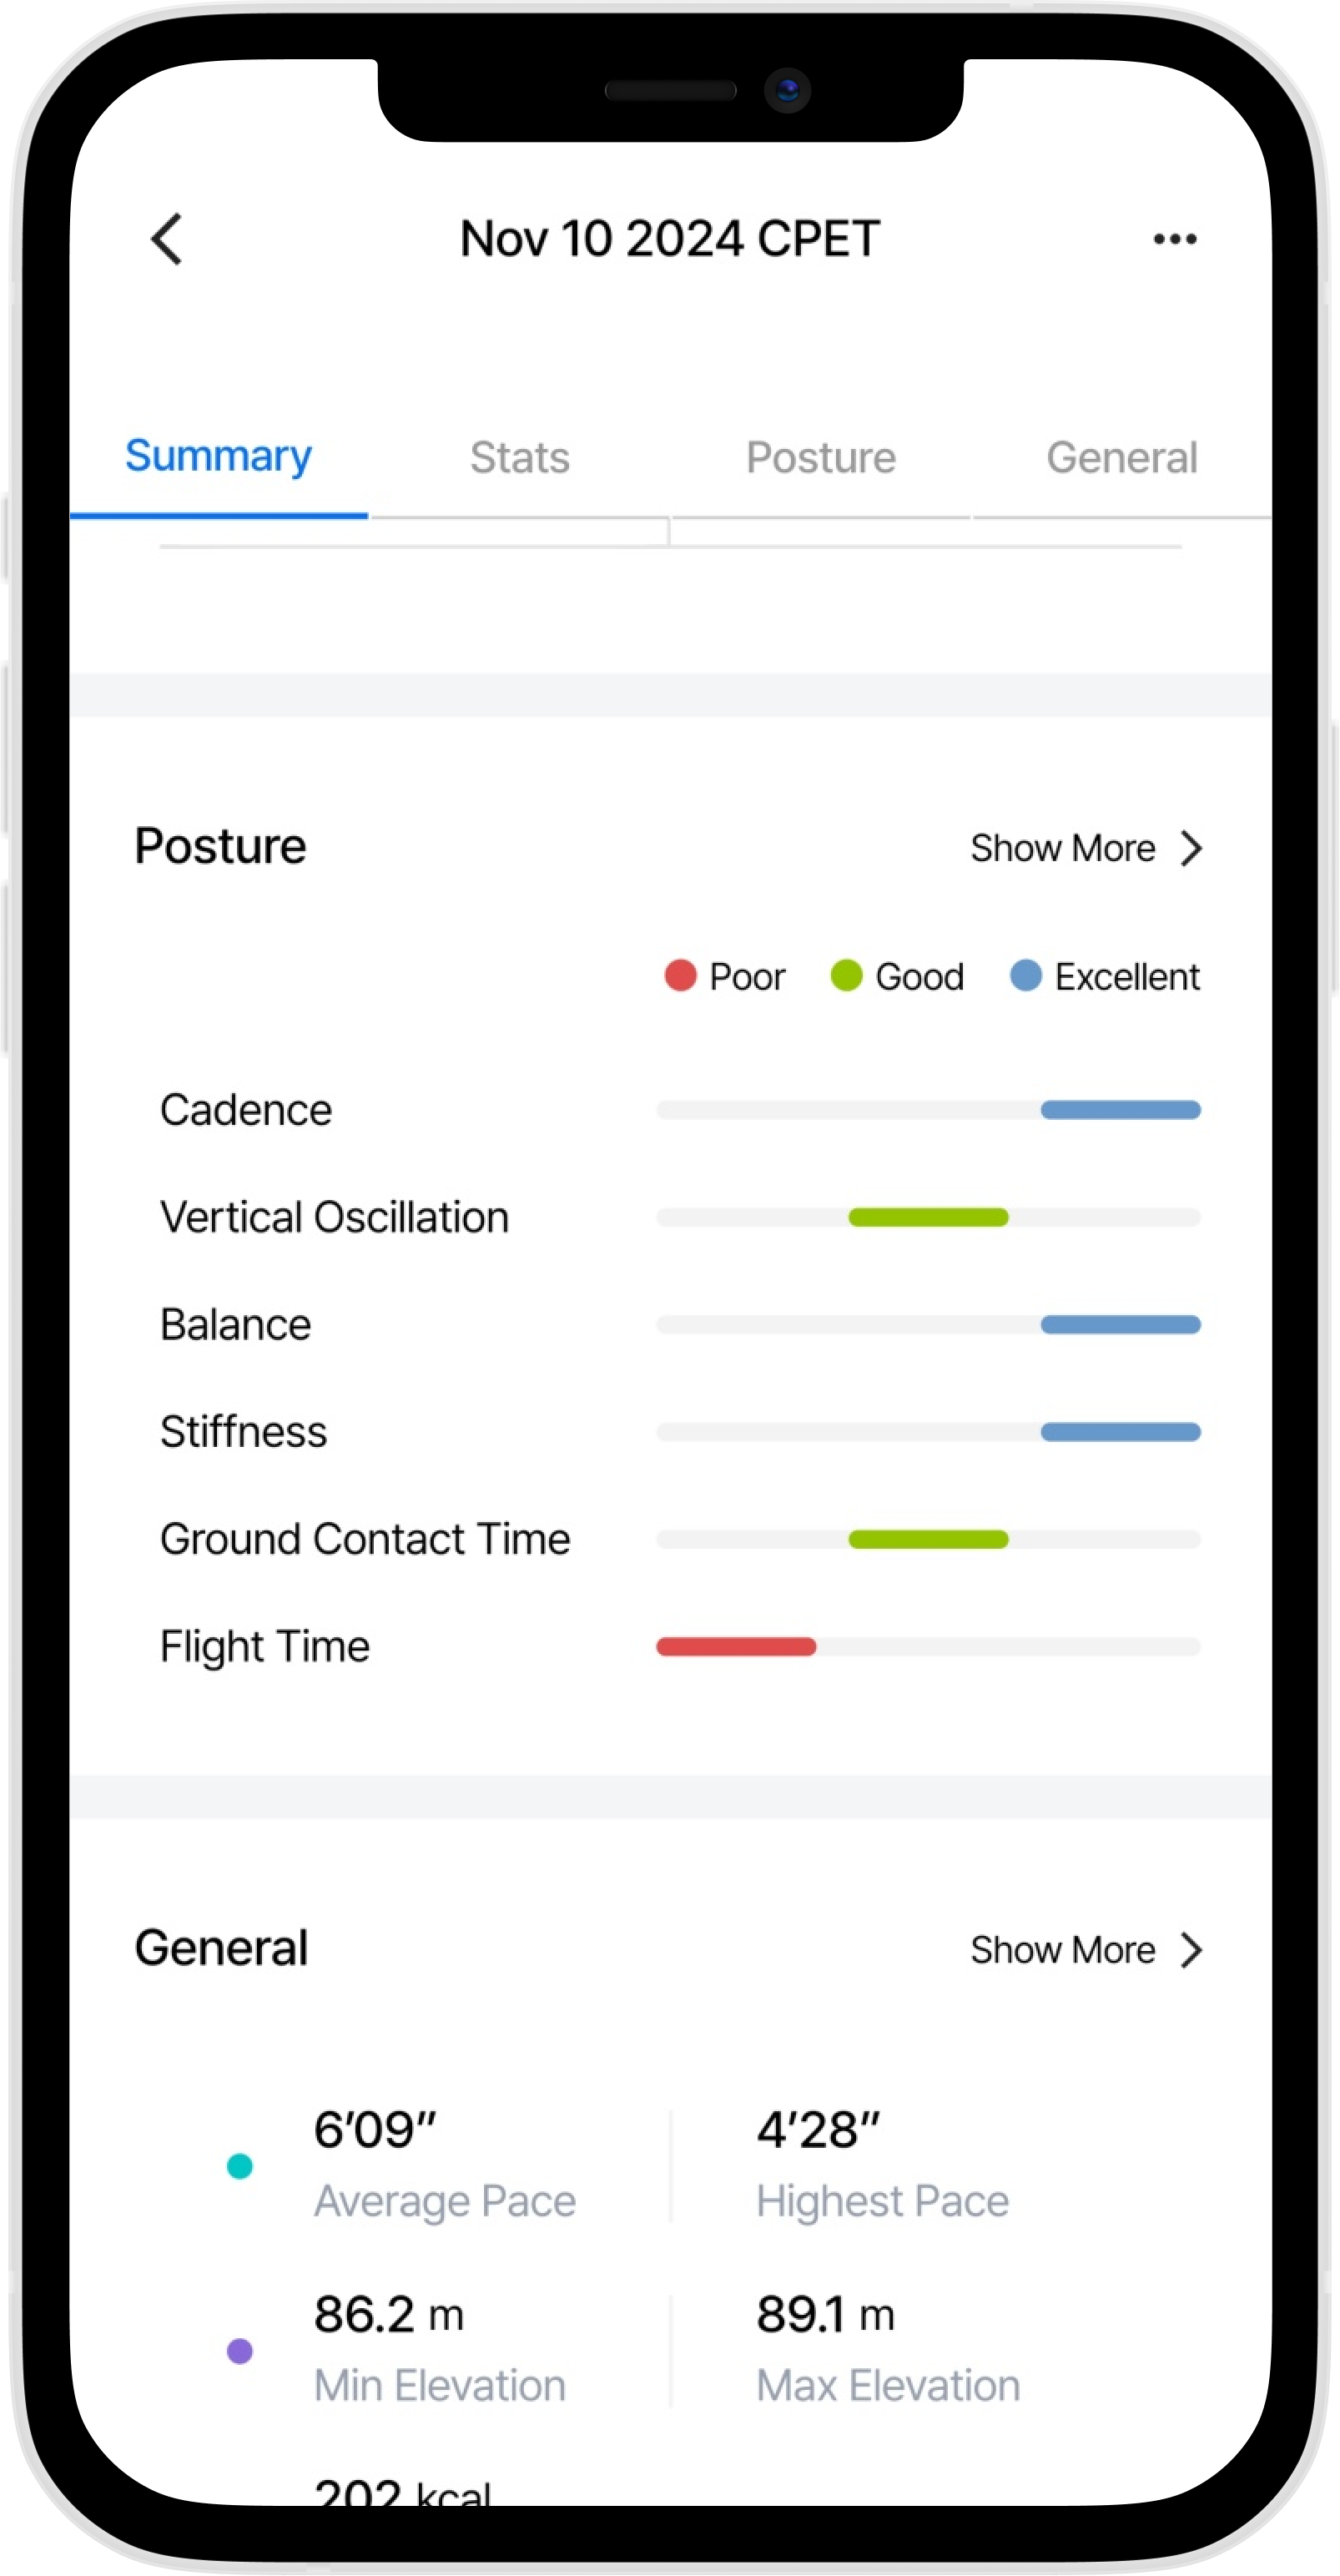 Nov 10 2024 CPET
Summary Stats Posture General
Posture Show More
Poor Good Excellent
Cadence
Vertical Oscillation
Balance
Stiffness
Ground Contact Time
Flight Time
General Show More
6'09" 4'28"
Average Pace Highest Pace
86.2 m 89.1 m
Min Elevation Max Elevation
202 kcal